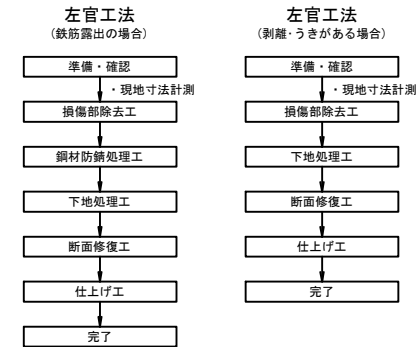 左官工法
(鉄筋露出の場合)
準備・確認
・現地寸法計測
損傷部除去工
鋼材防錆処理工
下地処理工
断面修復工
仕上げ工
完了
左官工法
(剥離・うきがある場合)
準備・確認
・現地寸法計測
損傷部除去工
下地処理工
断面修復工
仕上げ工
完了